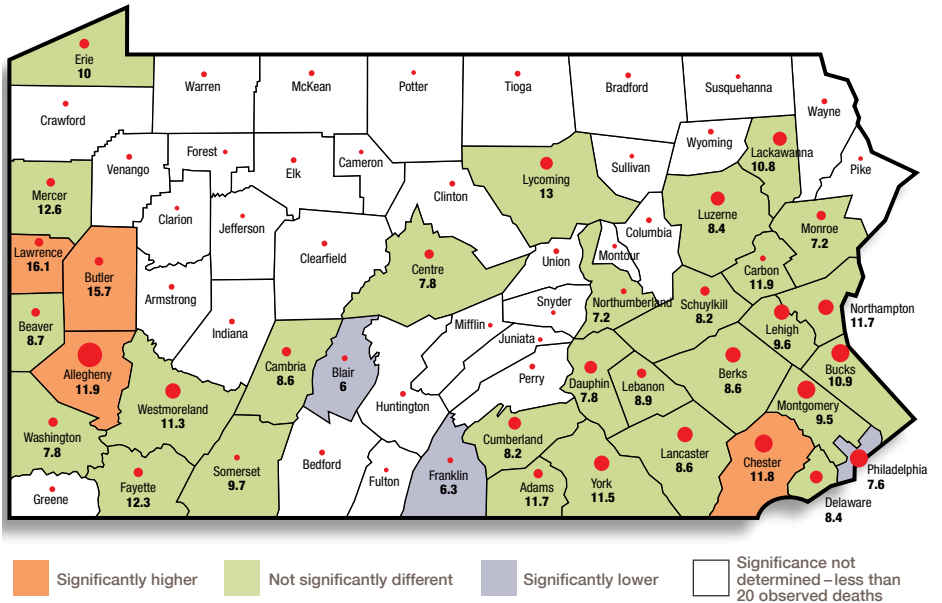 Erie
10
Warren
McKean
Potter
Tioga
Bradford
Susquehanna
Wayne
Crawford
Wyoming
Lackawanna
10.8
Pike
Venango
Forest
Elk
Cameron
Sullivan
Mercer
12.6
Lycoming
13
Clinton
Luzerne
8.4
Monroe
7.2
Clarion
Jefferson
Clearfield
Columbia
Montour
Lawrence
16.1
Butler
15.7
Centre
7.8
Union
Carbon
11.9
Armstrong
Snyder
Northumberland
7.2
Schuylkill
8.2
Northampton
11.7
Beaver
8.7
Indiana
Mifflin
Juniata
Lehigh
9.6
Allegheny
11.9
Cambria
8.6
Blair
6
Perry
Dauphin
7.8
Lebanon
8.9
Berks
8.6
Bucks
10.9
Westmoreland
11.3
Huntington
Montgomery
9.5
Washington
7.8
Cumberland
8.2
Lancaster
8.6
Chester
11.8
Philadelphia
7.6
Greene
Fayette
12.3
Somerset
9.7
Bedford
Fulton
Franklin
6.3
Adams
11.7
York
11.5
Delaware
8.4
Significantly higher
Not significantly different
Significantly lower
Significance not
determined – less than
20 observed deaths